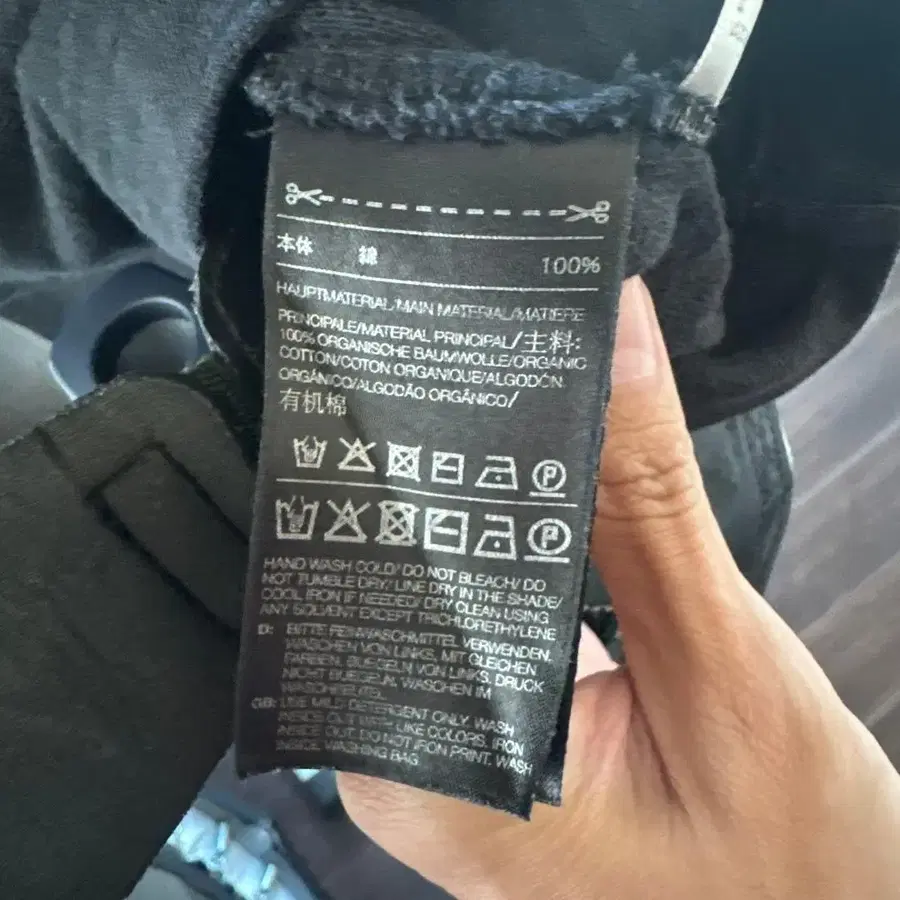 本体 綿 100%
HAUPTMATERIAL/MAIN MATERIAL/MATIERE
PRINCIPALE/MATERIAL PRINCIPAL/主料:
100% ORGANISCHE BAUMWOLLE/ORGANIC
COTTON/COTON ORGANIQUE/ALGODÓN
ORGÁNICO/ALGODÃO ORGÂNICO/
有机棉
HAND WASH COLD/ DO NOT BLEACH/ DO
NOT TUMBLE DRY/ LINE DRY IN THE SHADE/
COOL IRON IF NEEDED/ DRY CLEAN USING
ANY SOLVENT EXCEPT TRICHLORETHYLENE
D: BITTE FEINWASCHMITTEL VERWENDEN.
WASCHEN VON LINKS, MIT GLEICHEN
FARBEN. BUEGELN VON LINKS. DRUCK
NICHT BUEGELN. WASCHEN IM
WASCHBEUTEL.
GB: USE MILD DETERGENT ONLY. WASH
INSIDE OUT WITH LIKE COLORS. IRON
INSIDE OUT. DO NOT IRON PRINT. WASH
INSIDE WASHING BAG